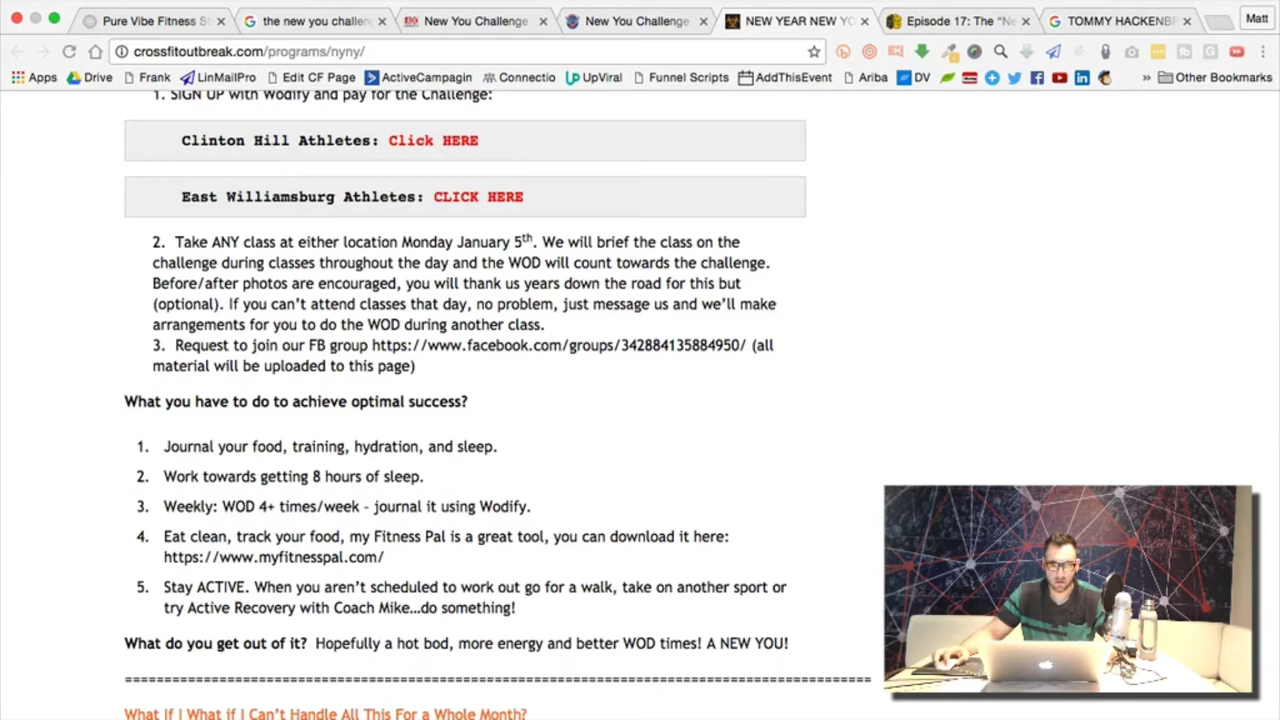 Pure Vibe Fitness St
the new you challen
New You Challenge
New You Challenge
NEW YEAR NEW YO
Episode 17: The "Ne
TOMMY HACKENBR
Matt
crossfitoutbreak.com/programs/nyny/
Apps
Drive
Frank
LinMailPro
Edit CF Page
ActiveCampagin
Connectio
UpViral
Funnel Scripts
AddThisEvent
Ariba
DV
» Other Bookmarks
1. SIGN UP with Wodify and pay for the Challenge:
Clinton Hill Athletes: Click HERE
East Williamsburg Athletes: CLICK HERE
2. Take ANY class at either location Monday January 5th. We will brief the class on the
challenge during classes throughout the day and the WOD will count towards the challenge.
Before/after photos are encouraged, you will thank us years down the road for this but
(optional). If you can't attend classes that day, no problem, just message us and we'll make
arrangements for you to do the WOD during another class.
3. Request to join our FB group https://www.facebook.com/groups/342884135884950/ (all
material will be uploaded to this page)
What you have to do to achieve optimal success?
1. Journal your food, training, hydration, and sleep.
2. Work towards getting 8 hours of sleep.
3. Weekly: WOD 4+ times/week - journal it using Wodify.
4. Eat clean, track your food, my Fitness Pal is a great tool, you can download it here:
https://www.myfitnesspal.com/
5. Stay ACTIVE. When you aren't scheduled to work out go for a walk, take on another sport or
try Active Recovery with Coach Mike…do something!
What do you get out of it? Hopefully a hot bod, more energy and better WOD times! A NEW YOU!
===========================================================================================
What If I What if I Can't Handle All This For a Whole Month?